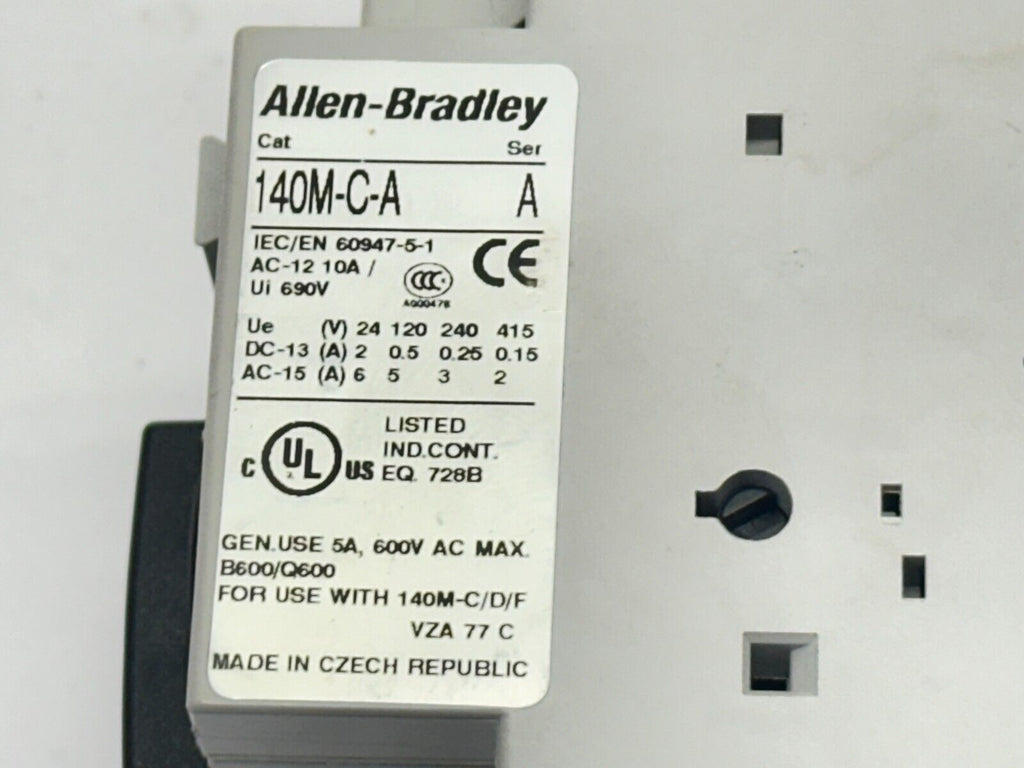 Allen-Bradley
Cat Ser
140M-C-A A
IEC/EN 60947-5-1
AC-12 10A /
Ui 690V
CCC
CE
Ue (V) 24 120 240 415
DC-13 (A) 2 0.5 0.25 0.15
AC-15 (A) 6 5 3 2
LISTED
IND.CONT.
C UL US EQ. 728B
GEN.USE 5A, 600V AC MAX.
B600/Q600
FOR USE WITH 140M-C/D/F
VZA 77 C
MADE IN CZECH REPUBLIC